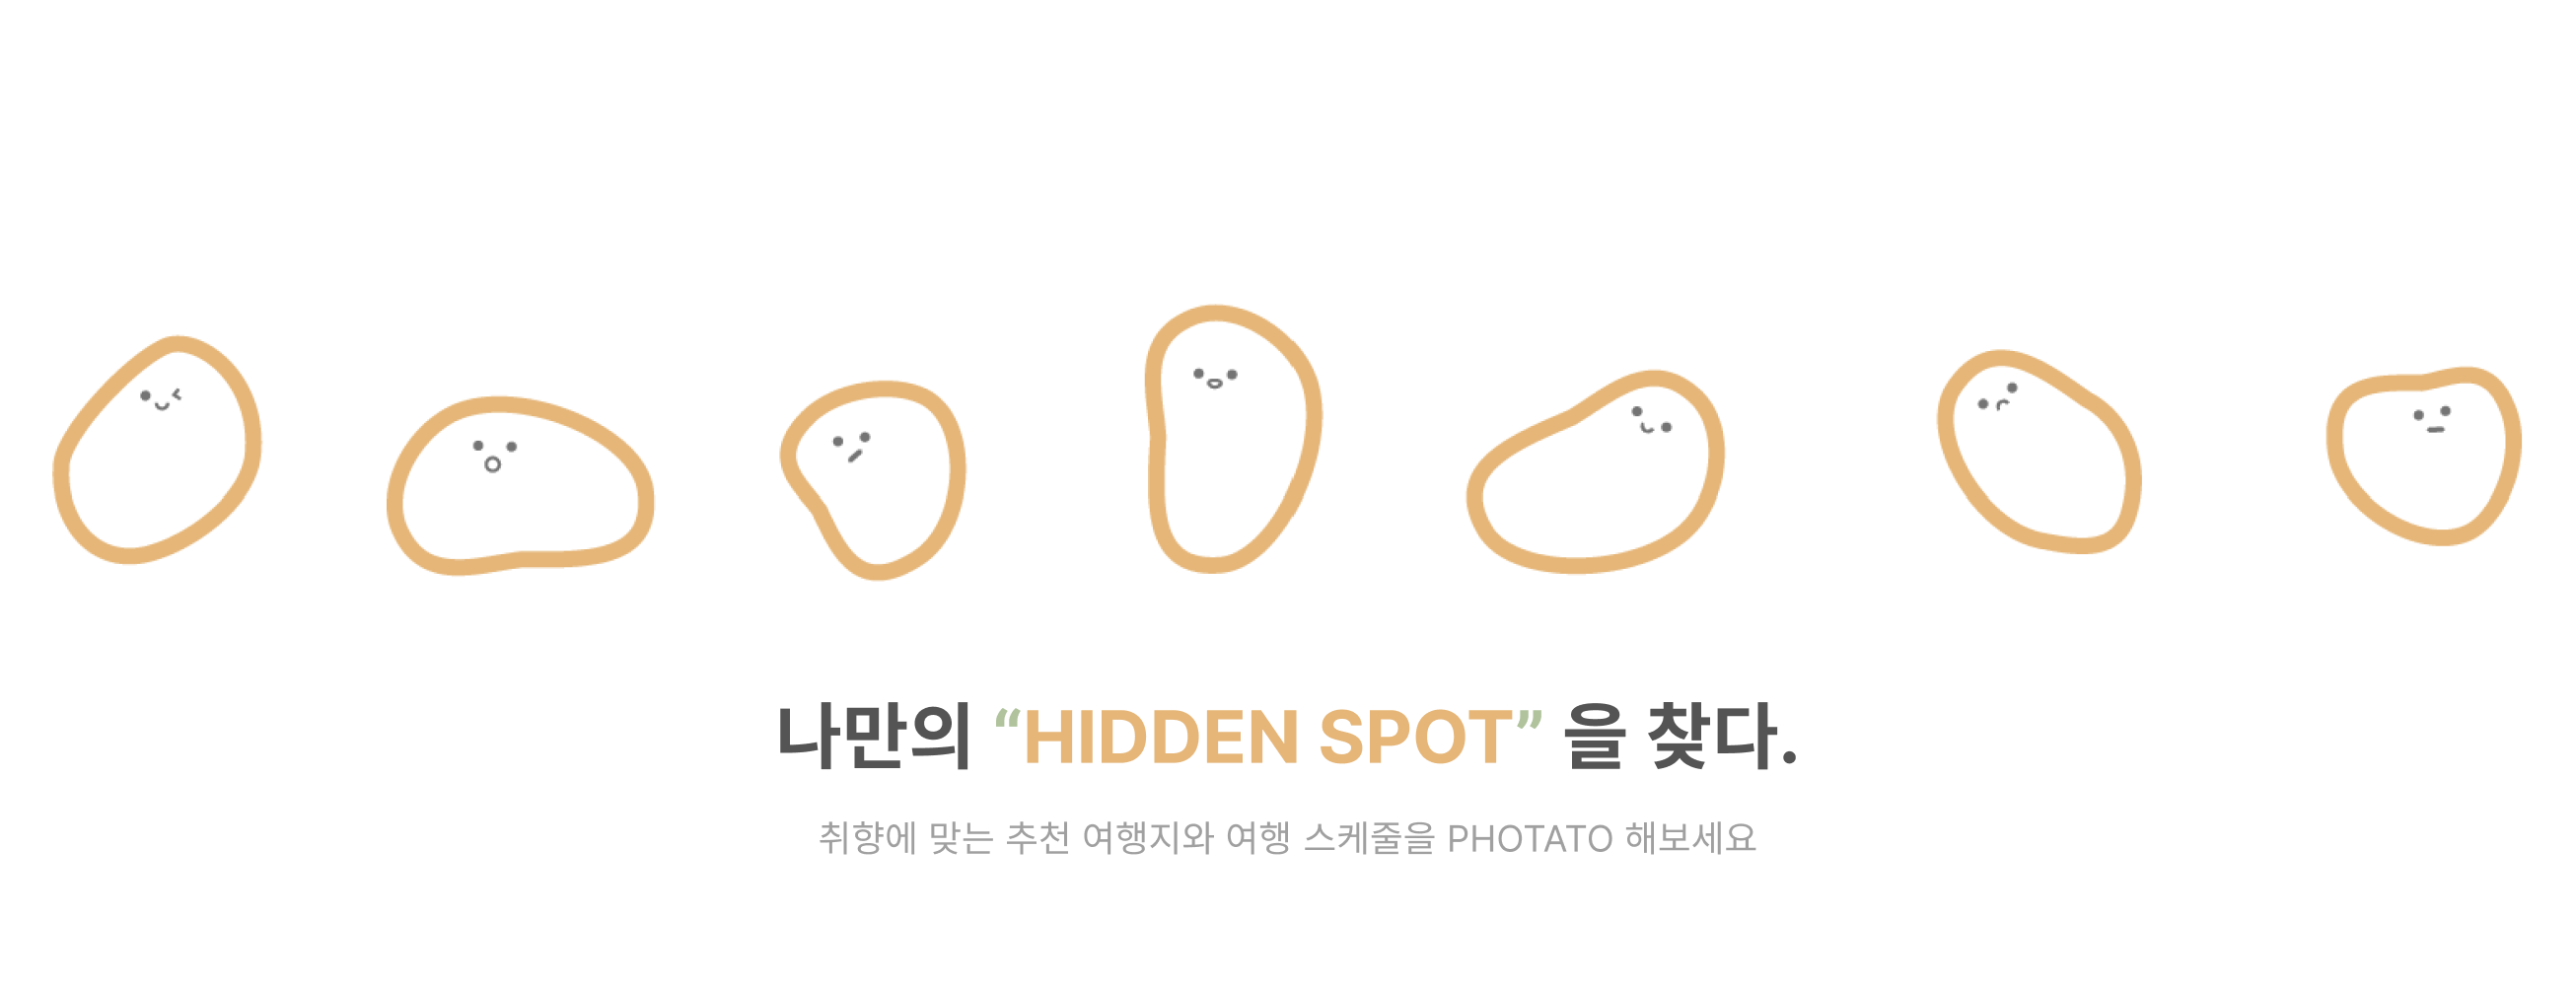 나만의 “HIDDEN SPOT” 을 찾다.
취향에 맞는 추천 여행지와 여행 스케줄을 PHOTATO 해보세요